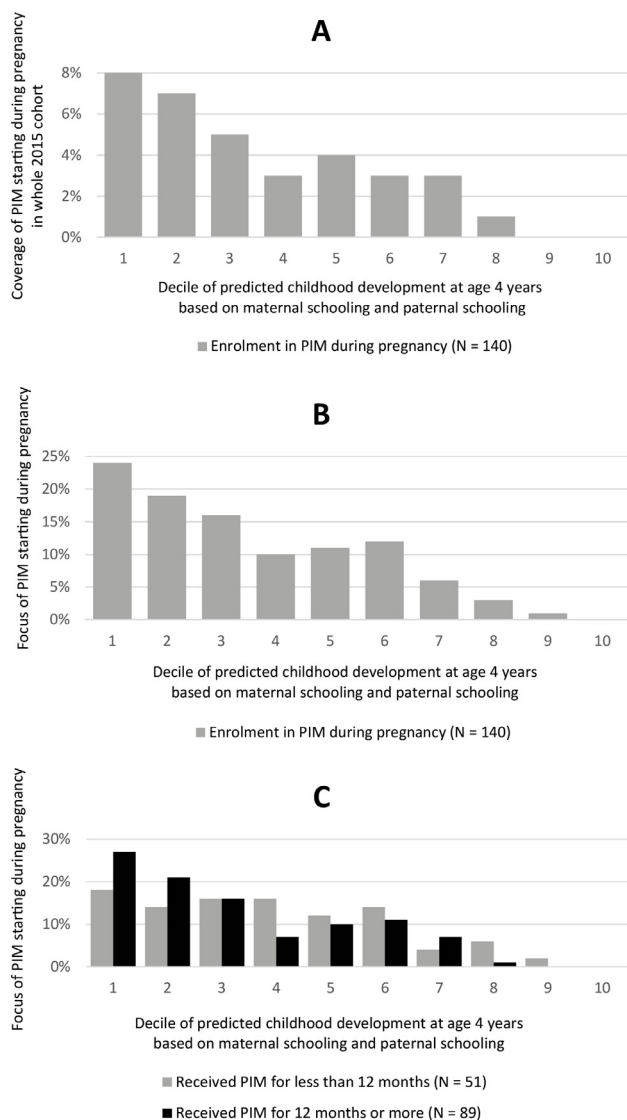 A
Coverage of PIM starting during pregnancy
in whole 2015 cohort
8%
6%
4%
2%
0%
1 2 3 4 5 6 7 8 9 10
Decile of predicted childhood development at age 4 years
based on maternal schooling and paternal schooling
Enrolment in PIM during pregnancy (N = 140)
B
Focus of PIM starting during pregnancy
25%
20%
15%
10%
5%
0%
1 2 3 4 5 6 7 8 9 10
Decile of predicted childhood development at age 4 years
based on maternal schooling and paternal schooling
Enrolment in PIM during pregnancy (N = 140)
C
Focus of PIM starting during pregnancy
30%
20%
10%
0%
1 2 3 4 5 6 7 8 9 10
Decile of predicted childhood development at age 4 years
based on maternal schooling and paternal schooling
Received PIM for less than 12 months (N = 51)
Received PIM for 12 months or more (N = 89)